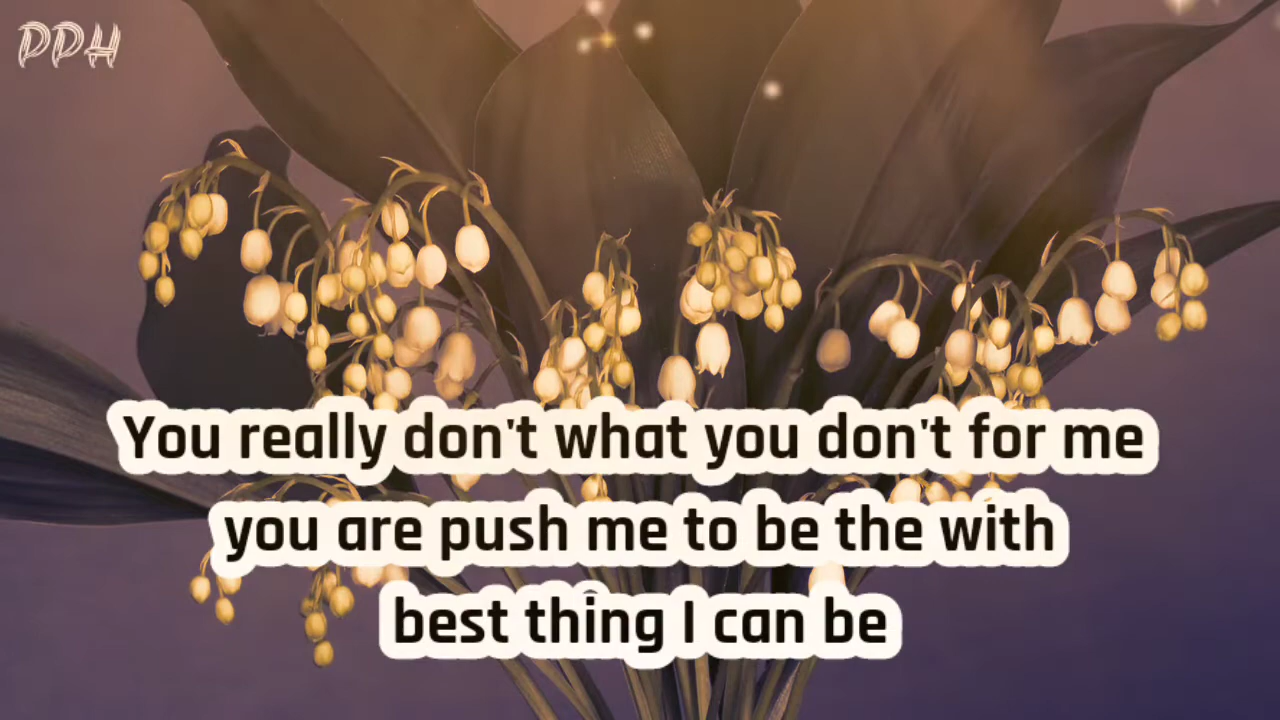 PPH
You really don't what you don't for me
you are push me to be the with
best thing I can be